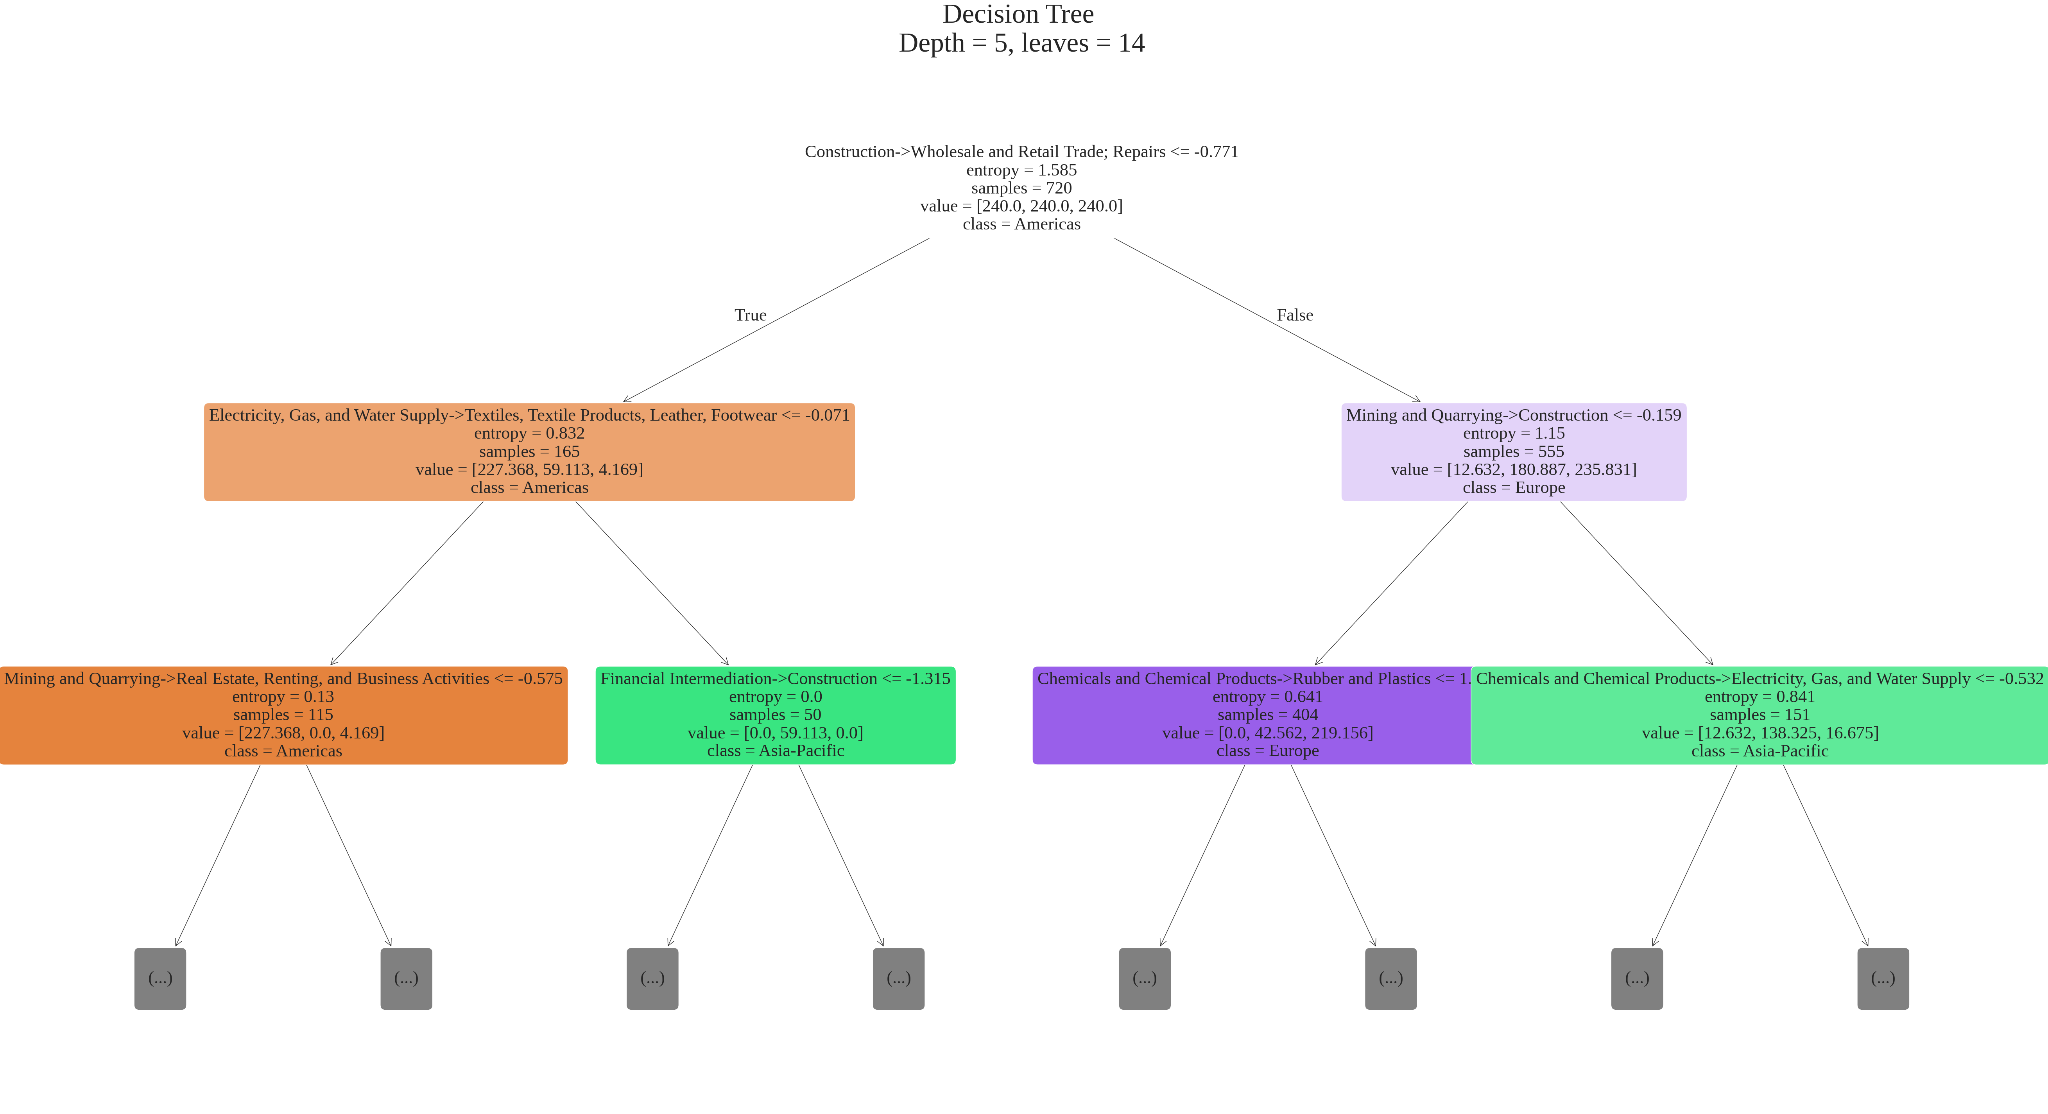 Decision Tree
Depth = 5, leaves = 14
Construction->Wholesale and Retail Trade; Repairs <= -0.771
entropy = 1.585
samples = 720
value = [240.0, 240.0, 240.0]
class = Americas
True
False
Electricity, Gas, and Water Supply->Textiles, Textile Products, Leather, Footwear <= -0.071
entropy = 0.832
samples = 165
value = [227.368, 59.113, 4.169]
class = Americas
Mining and Quarrying->Construction <= -0.159
entropy = 1.15
samples = 555
value = [12.632, 180.887, 235.831]
class = Europe
Mining and Quarrying->Real Estate, Renting, and Business Activities <= -0.575
entropy = 0.13
samples = 115
value = [227.368, 0.0, 4.169]
class = Americas
Financial Intermediation->Construction <= -1.315
entropy = 0.0
samples = 50
value = [0.0, 59.113, 0.0]
class = Asia-Pacific
Chemicals and Chemical Products->Rubber and Plastics <= 1.
entropy = 0.641
samples = 404
value = [0.0, 42.562, 219.156]
class = Europe
Chemicals and Chemical Products->Electricity, Gas, and Water Supply <= -0.532
entropy = 0.841
samples = 151
value = [12.632, 138.325, 16.675]
class = Asia-Pacific
(...)
(...)
(...)
(...)
(...)
(...)
(...)
(...)